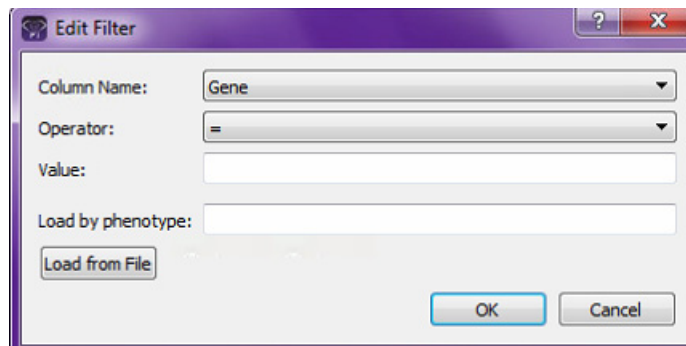 Edit Filter
? X
Column Name: Gene
Operator: =
Value:
Load by phenotype:
Load from File
OK Cancel